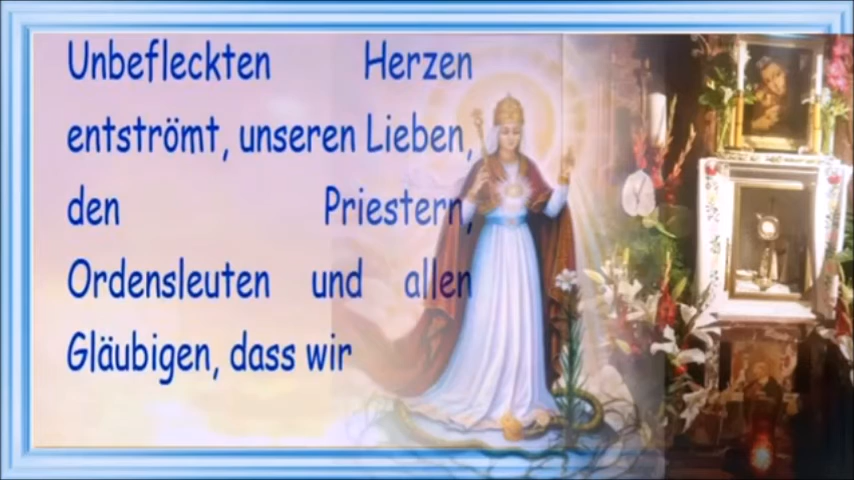 Unbefleckten Herzen
entströmt, unseren Lieben,
den Priestern,
Ordensleuten und allen
Gläubigen, dass wir